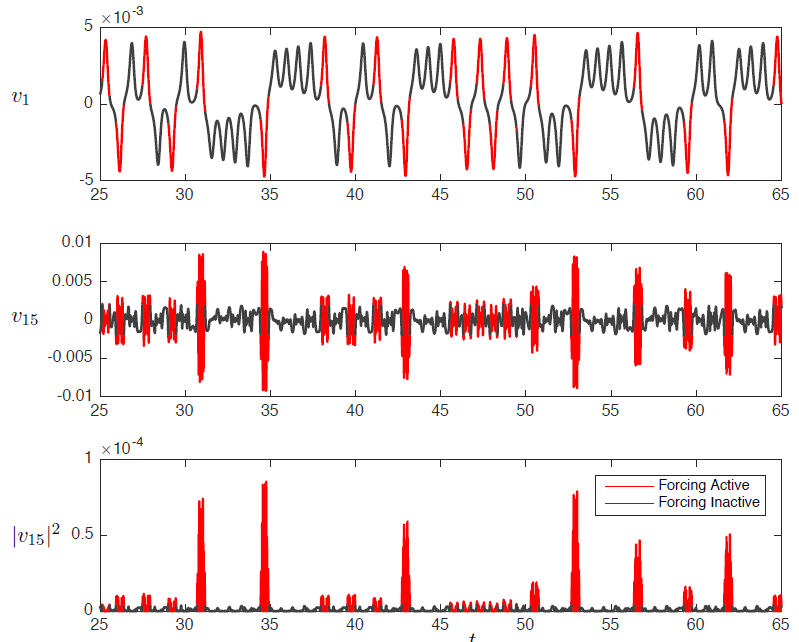 ×10⁻³
5
v₁
0
-5
25 30 35 40 45 50 55 60 65
0.01
0.005
v₁₅
0
-0.005
-0.01
25 30 35 40 45 50 55 60 65
×10⁻⁴
1
Forcing Active
Forcing Inactive
|v₁₅|² 0.5
0
25 30 35 40 45 50 55 60 65
t